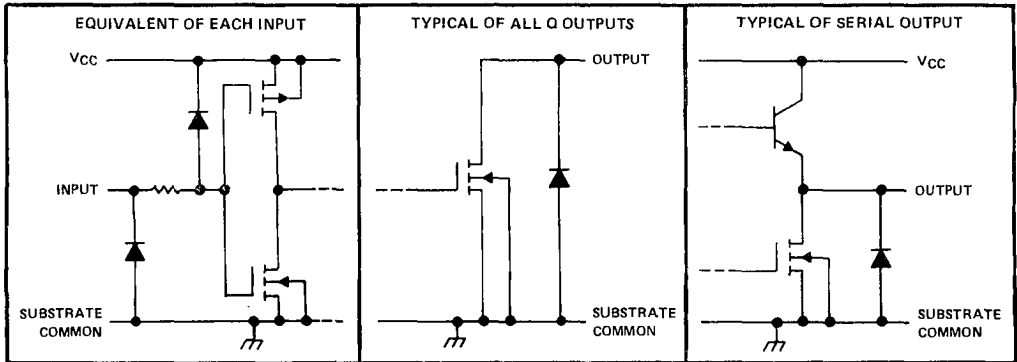 EQUIVALENT OF EACH INPUT
VCC
INPUT
SUBSTRATE
COMMON
TYPICAL OF ALL Q OUTPUTS
OUTPUT
SUBSTRATE
COMMON
TYPICAL OF SERIAL OUTPUT
VCC
OUTPUT
SUBSTRATE
COMMON